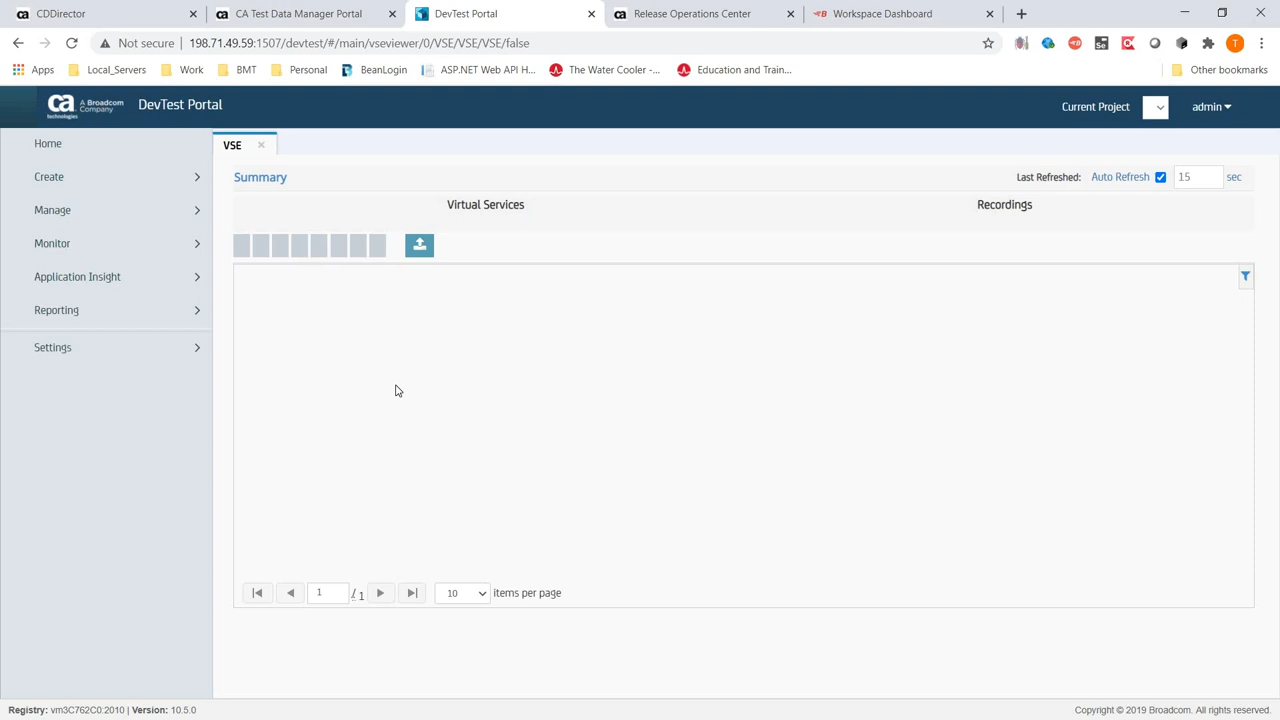 CDDirector
CA Test Data Manager Portal
DevTest Portal
Release Operations Center
Workspace Dashboard
Not secure 198.71.49.59:1507/devtest/#/main/vseviewer/0/VSE/VSE/VSE/false
Apps Local_Servers Work BMT Personal BeanLogin ASP.NET Web API H... The Water Cooler -... Education and Train... Other bookmarks
ca technologies A Broadcom Company
DevTest Portal
Current Project
admin
Home
Create
Manage
Monitor
Application Insight
Reporting
Settings
VSE
Summary
Last Refreshed: Auto Refresh 15 sec
Virtual Services Recordings
1 / 1 10 items per page
Registry: vm3C762C0:2010 | Version: 10.5.0
Copyright © 2019 Broadcom. All rights reserved.